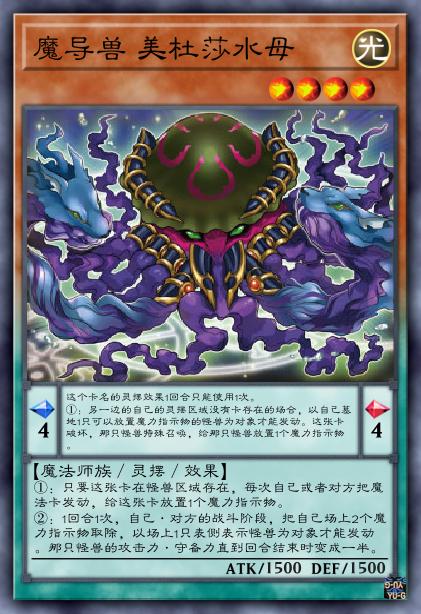 魔导兽 美杜莎水母
光
这个卡名的灵摆效果1回合只能使用1次。
①：另一边的自己的灵摆区域没有卡存在的场合，以自己墓
地1只可以放置魔力指示物的怪兽为对象才能发动。这张卡
破坏，那只怪兽特殊召唤，给那只怪兽放置1个魔力指示物
。
4
4
【魔法师族／灵摆／效果】
①：只要这张卡在怪兽区域存在，每次自己或者对方把魔
法卡发动，给这张卡放置1个魔力指示物。
②：1回合1次，自己·对方的战斗阶段，把自己场上2个魔
力指示物取除，以场上1只表侧表示怪兽为对象才能发动
。那只怪兽的攻击力·守备力直到回合结束时变成一半。
ATK/1500 DEF/1500